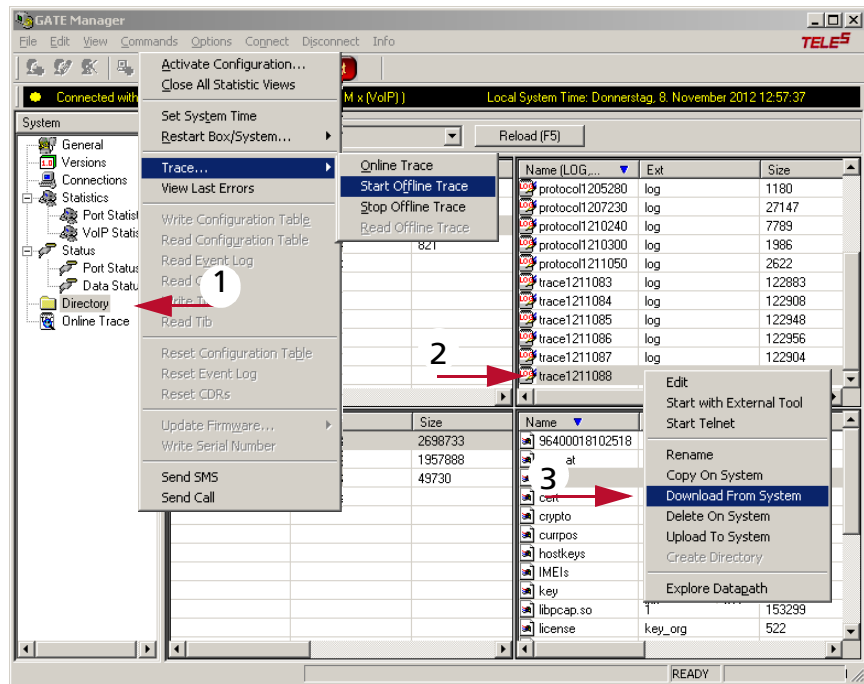 GATE Manager
File Edit View Commands Options Connect Disconnect Info
TELES
Connected with
M x (VoIP) )
Local System Time: Donnerstag, 8. November 2012 12:57:37
System
General
Versions
Connections
Statistics
Port Statist
VoIP Statis
Status
Port Status
Data Statu
Directory
Online Trace
Activate Configuration...
Close All Statistic Views
Set System Time
Restart Box/System...
Trace...
View Last Errors
Write Configuration Table
Read Configuration Table
Read Event Log
Read C
Write T
Read Tib
Reset Configuration Table
Reset Event Log
Reset CDRs
Update Firmware...
Write Serial Number
Send SMS
Send Call
Online Trace
Start Offline Trace
Stop Offline Trace
Read Offline Trace
821
Reload (F5)
Name (LOG,... Ext Size
protocol1205280 log 1180
protocol1207230 log 27147
protocol1210240 log 7789
protocol1210300 log 1986
protocol1211050 log 2622
trace1211083 log 122883
trace1211084 log 122908
trace1211085 log 122948
trace1211086 log 122956
trace1211087 log 122904
trace1211088
1
2
3
Size
2698733
1957888
49730
Name
96400018102518
at
cert
crypto
currpos
hostkeys
IMEIs
key
libpcap.so 1 153299
license key_org 522
Edit
Start with External Tool
Start Telnet
Rename
Copy On System
Download From System
Delete On System
Upload To System
Create Directory
Explore Datapath
READY